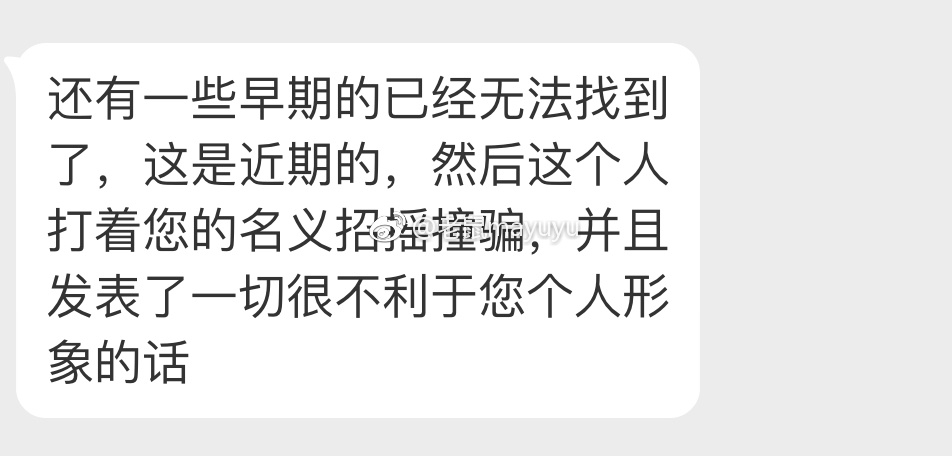 还有一些早期的已经无法找到
了，这是近期的，然后这个人
打着您的名义招摇撞骗，并且
发表了一切很不利于您个人形
象的话